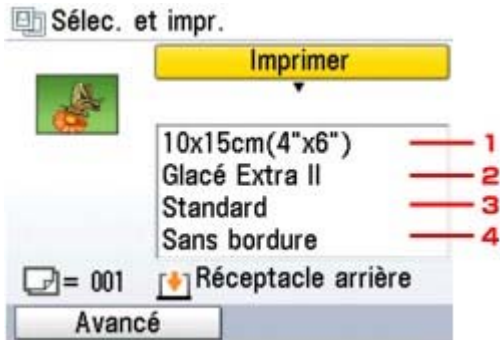 Sélec. et impr.
Imprimer
10x15cm(4"x6") 1
Glacé Extra II 2
Standard 3
Sans bordure 4
= 001 Réceptacle arrière
Avancé